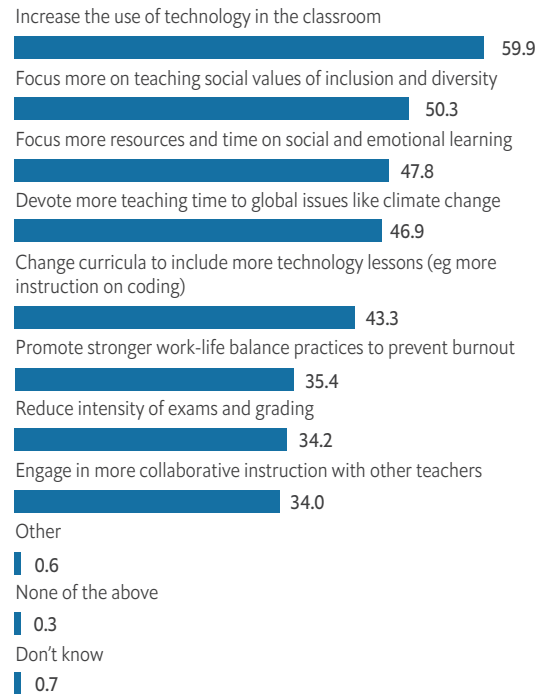 Increase the use of technology in the classroom
59.9
Focus more on teaching social values of inclusion and diversity
50.3
Focus more resources and time on social and emotional learning
47.8
Devote more teaching time to global issues like climate change
46.9
Change curricula to include more technology lessons (eg more
instruction on coding)
43.3
Promote stronger work-life balance practices to prevent burnout
35.4
Reduce intensity of exams and grading
34.2
Engage in more collaborative instruction with other teachers
34.0
Other
0.6
None of the above
0.3
Don’t know
0.7